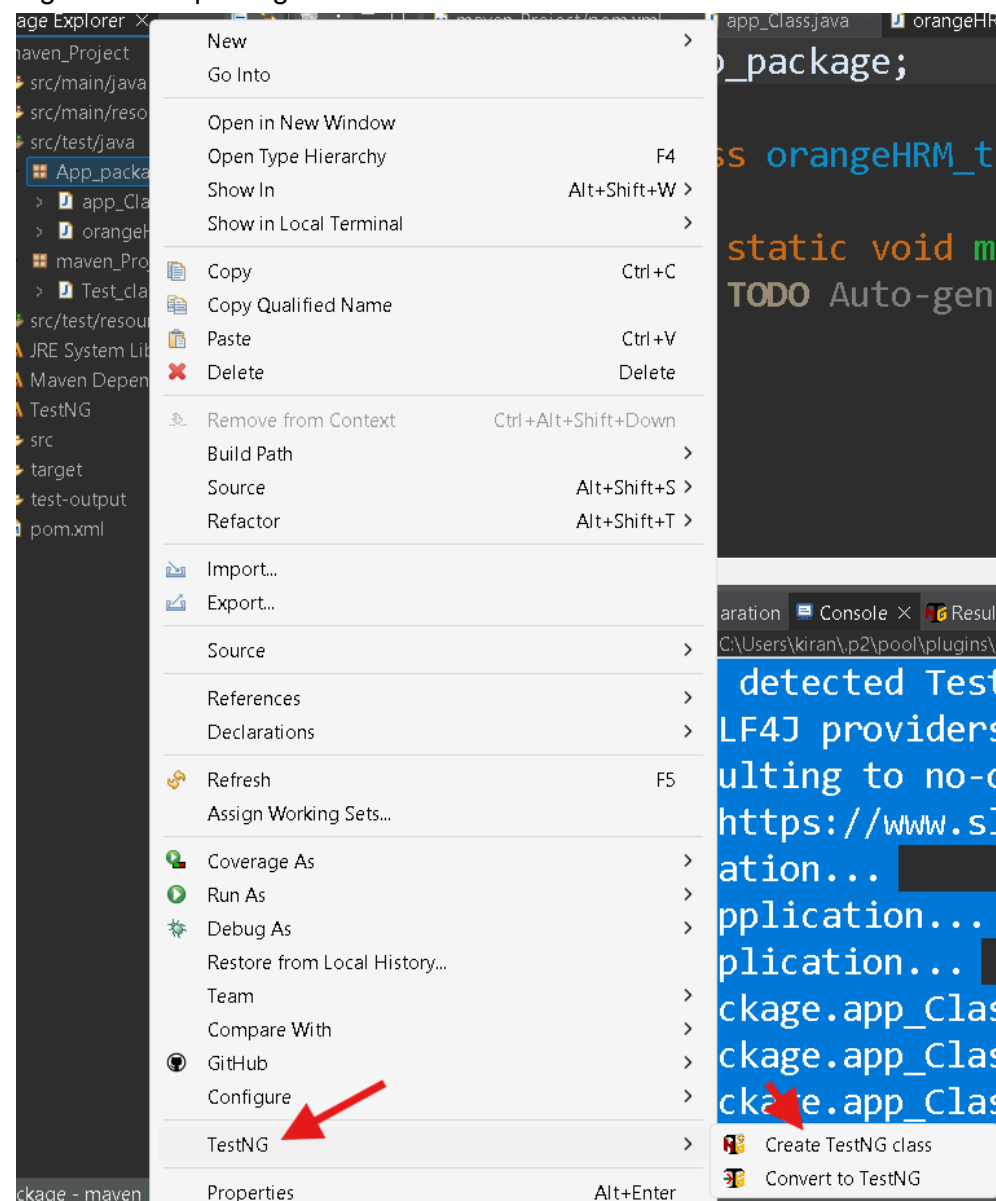 age Explorer ×
maven_Project
src/main/java
src/main/reso
src/test/java
App_packa
app_Cla
orangeH
maven_Pro
Test_cla
src/test/resour
JRE System Lib
Maven Depen
TestNG
src
target
test-output
pom.xml
ckage - maven
New
Go Into
Open in New Window
Open Type Hierarchy F4
Show In Alt+Shift+W >
Show in Local Terminal
Copy Ctrl+C
Copy Qualified Name
Paste Ctrl+V
Delete Delete
Remove from Context Ctrl+Alt+Shift+Down
Build Path
Source Alt+Shift+S >
Refactor Alt+Shift+T >
Import...
Export...
Source
References
Declarations
Refresh F5
Assign Working Sets...
Coverage As
Run As
Debug As
Restore from Local History...
Team
Compare With
GitHub
Configure
TestNG
Properties Alt+Enter
Create TestNG class
Convert to TestNG
maven_Project/pom.xml app_Class.java orangeHR
_package;
ss orangeHRM_t
static void m
TODO Auto-gen
aration Console × Resul
C:\Users\kiran\.p2\pool\plugins\
detected Test
LF4J providers
ulting to no-o
https://www.sl
ation...
pplication...
plication...
ckage.app_Clas
ckage.app_Clas
ckage.app_Clas